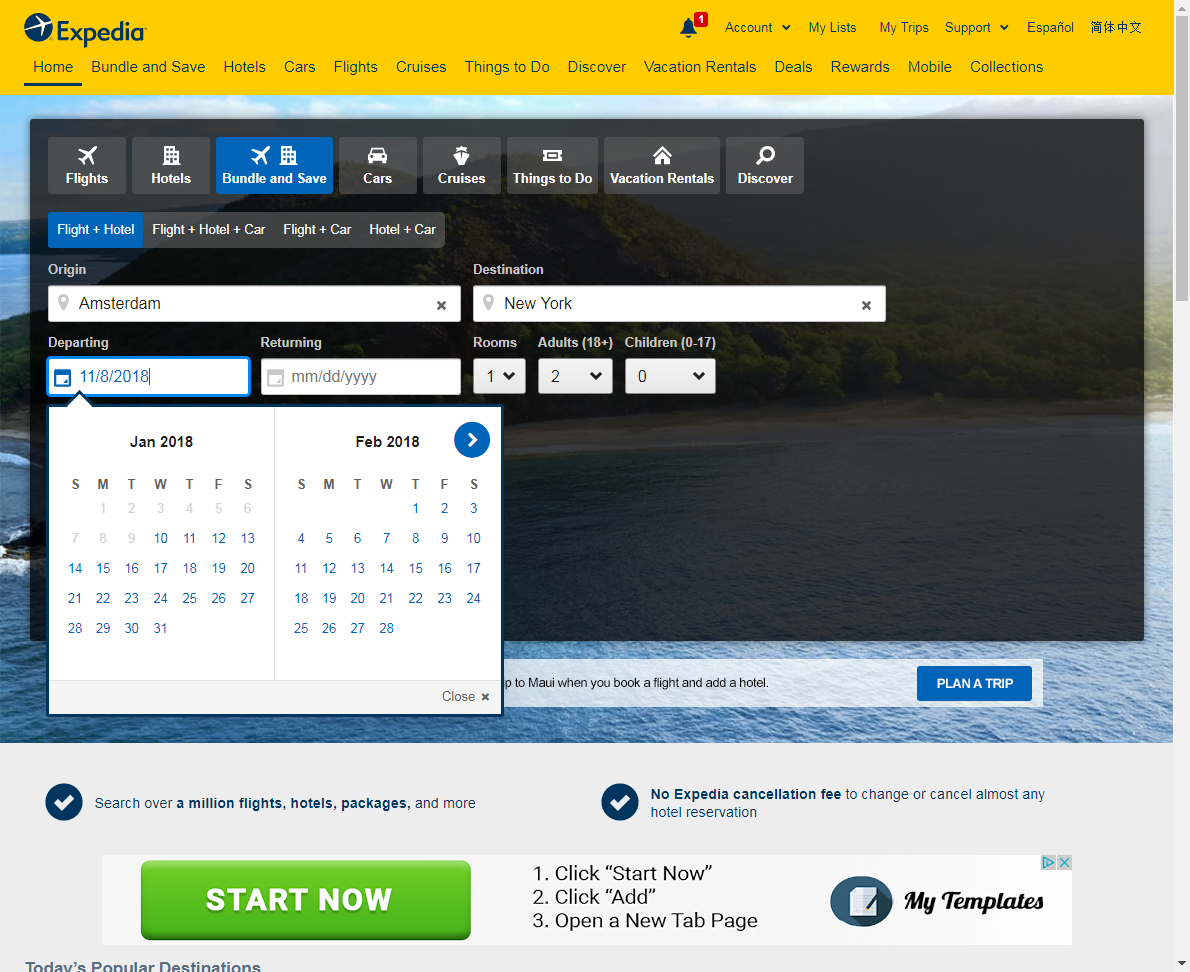 Expedia
1
Account My Lists My Trips Support Español 简体中文
Home Bundle and Save Hotels Cars Flights Cruises Things to Do Discover Vacation Rentals Deals Rewards Mobile Collections
Flights Hotels Bundle and Save Cars Cruises Things to Do Vacation Rentals Discover
Flight + Hotel Flight + Hotel + Car Flight + Car Hotel + Car
Origin Destination
Amsterdam New York
Departing Returning Rooms Adults (18+) Children (0-17)
11/8/2018 mm/dd/yyyy 1 2 0
Jan 2018 Feb 2018
S M T W T F S S M T W T F S
1 2 3 4 5 6 1 2 3
7 8 9 10 11 12 13 4 5 6 7 8 9 10
14 15 16 17 18 19 20 11 12 13 14 15 16 17
21 22 23 24 25 26 27 18 19 20 21 22 23 24
28 29 30 31 25 26 27 28
Close
p to Maui when you book a flight and add a hotel. PLAN A TRIP
Search over a million flights, hotels, packages, and more
No Expedia cancellation fee to change or cancel almost any
hotel reservation
START NOW
1. Click “Start Now”
2. Click “Add”
3. Open a New Tab Page
My Templates
Today’s Popular Destinations